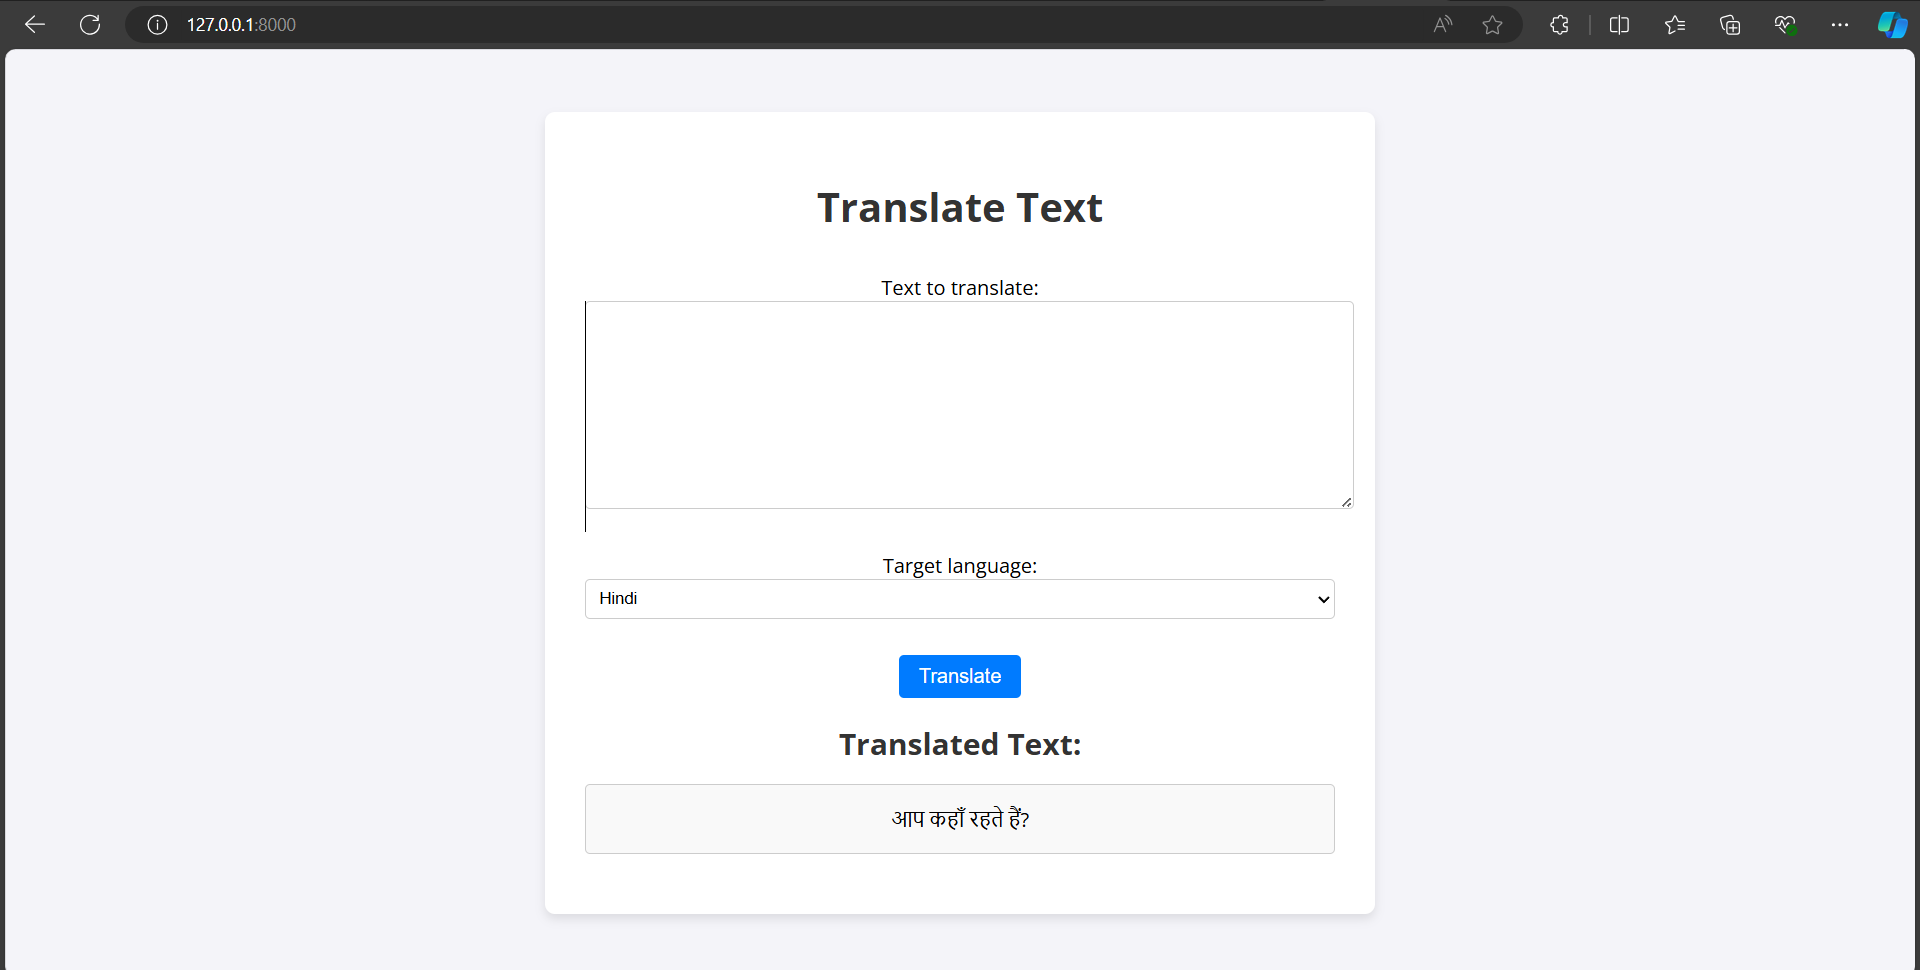 127.0.0.1:8000
Translate Text
Text to translate:
Target language:
Hindi
Translate
Translated Text:
आप कहाँ रहते हैं?